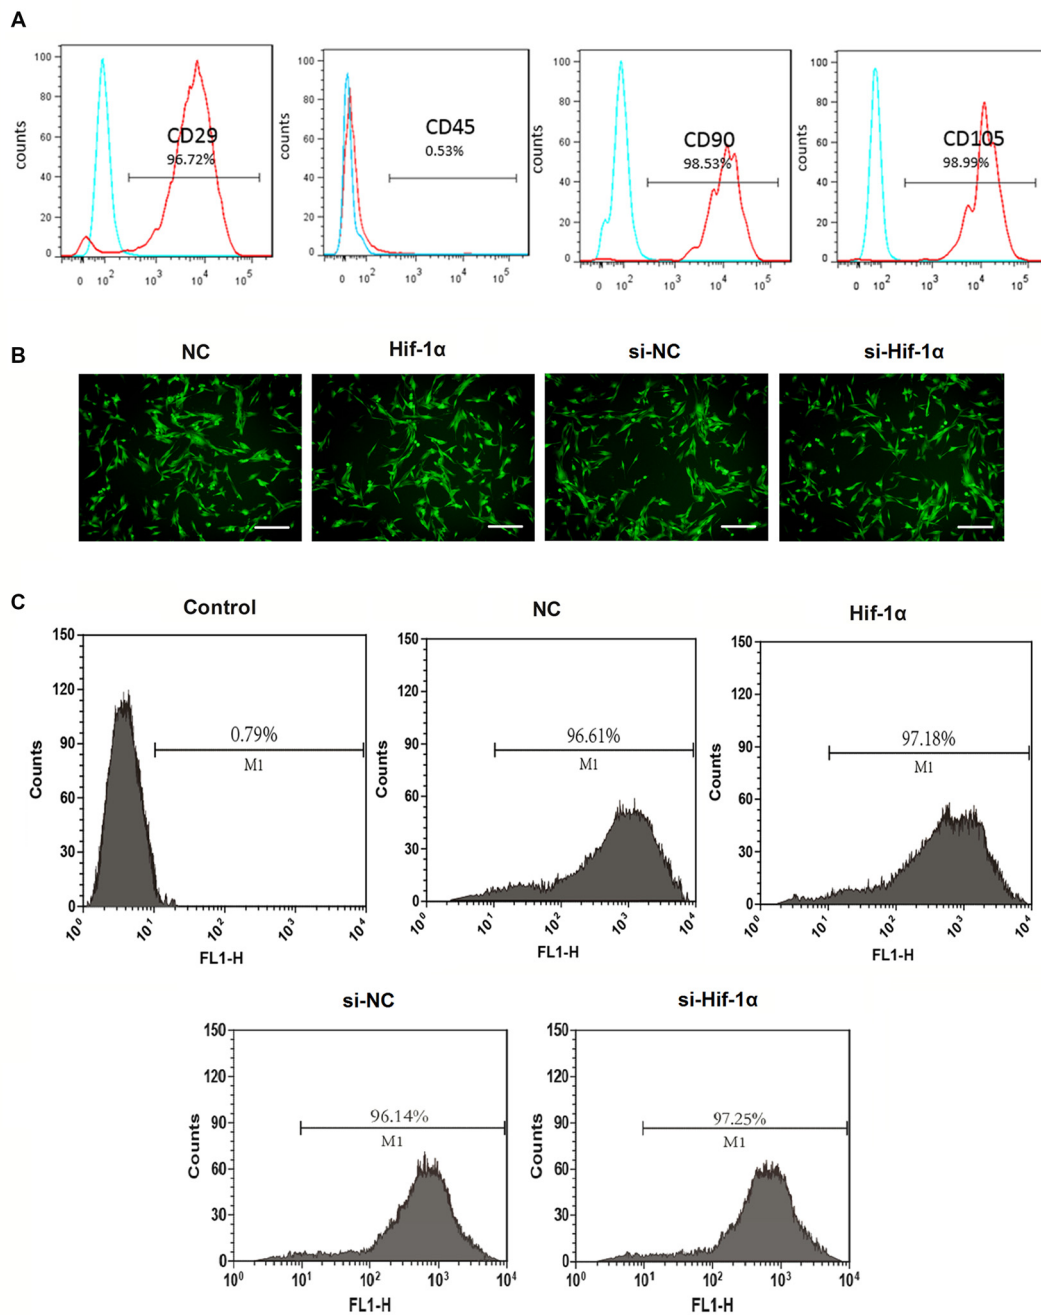 A
counts
100
80
60
40
20
0
CD29
96.72%
0 10² 10³ 10⁴ 10⁵
counts
100
80
60
40
20
0
CD45
0.53%
0 10² 10³ 10⁴ 10⁵
counts
100
80
60
40
20
0
CD90
98.53%
0 10² 10³ 10⁴ 10⁵
counts
100
80
60
40
20
0
CD105
98.99%
0 10² 10³ 10⁴ 10⁵
B
NC
Hif-1α
si-NC
si-Hif-1α
C
Control
Counts
150
120
90
60
30
0
0.79%
M1
10⁰ 10¹ 10² 10³ 10⁴
FL1-H
NC
Counts
150
120
90
60
30
0
96.61%
M1
10⁰ 10¹ 10² 10³ 10⁴
FL1-H
Hif-1α
Counts
150
120
90
60
30
0
97.18%
M1
10⁰ 10¹ 10² 10³ 10⁴
FL1-H
si-NC
Counts
150
120
90
60
30
0
96.14%
M1
10⁰ 10¹ 10² 10³ 10⁴
FL1-H
si-Hif-1α
Counts
150
120
90
60
30
0
97.25%
M1
10⁰ 10¹ 10² 10³ 10⁴
FL1-H